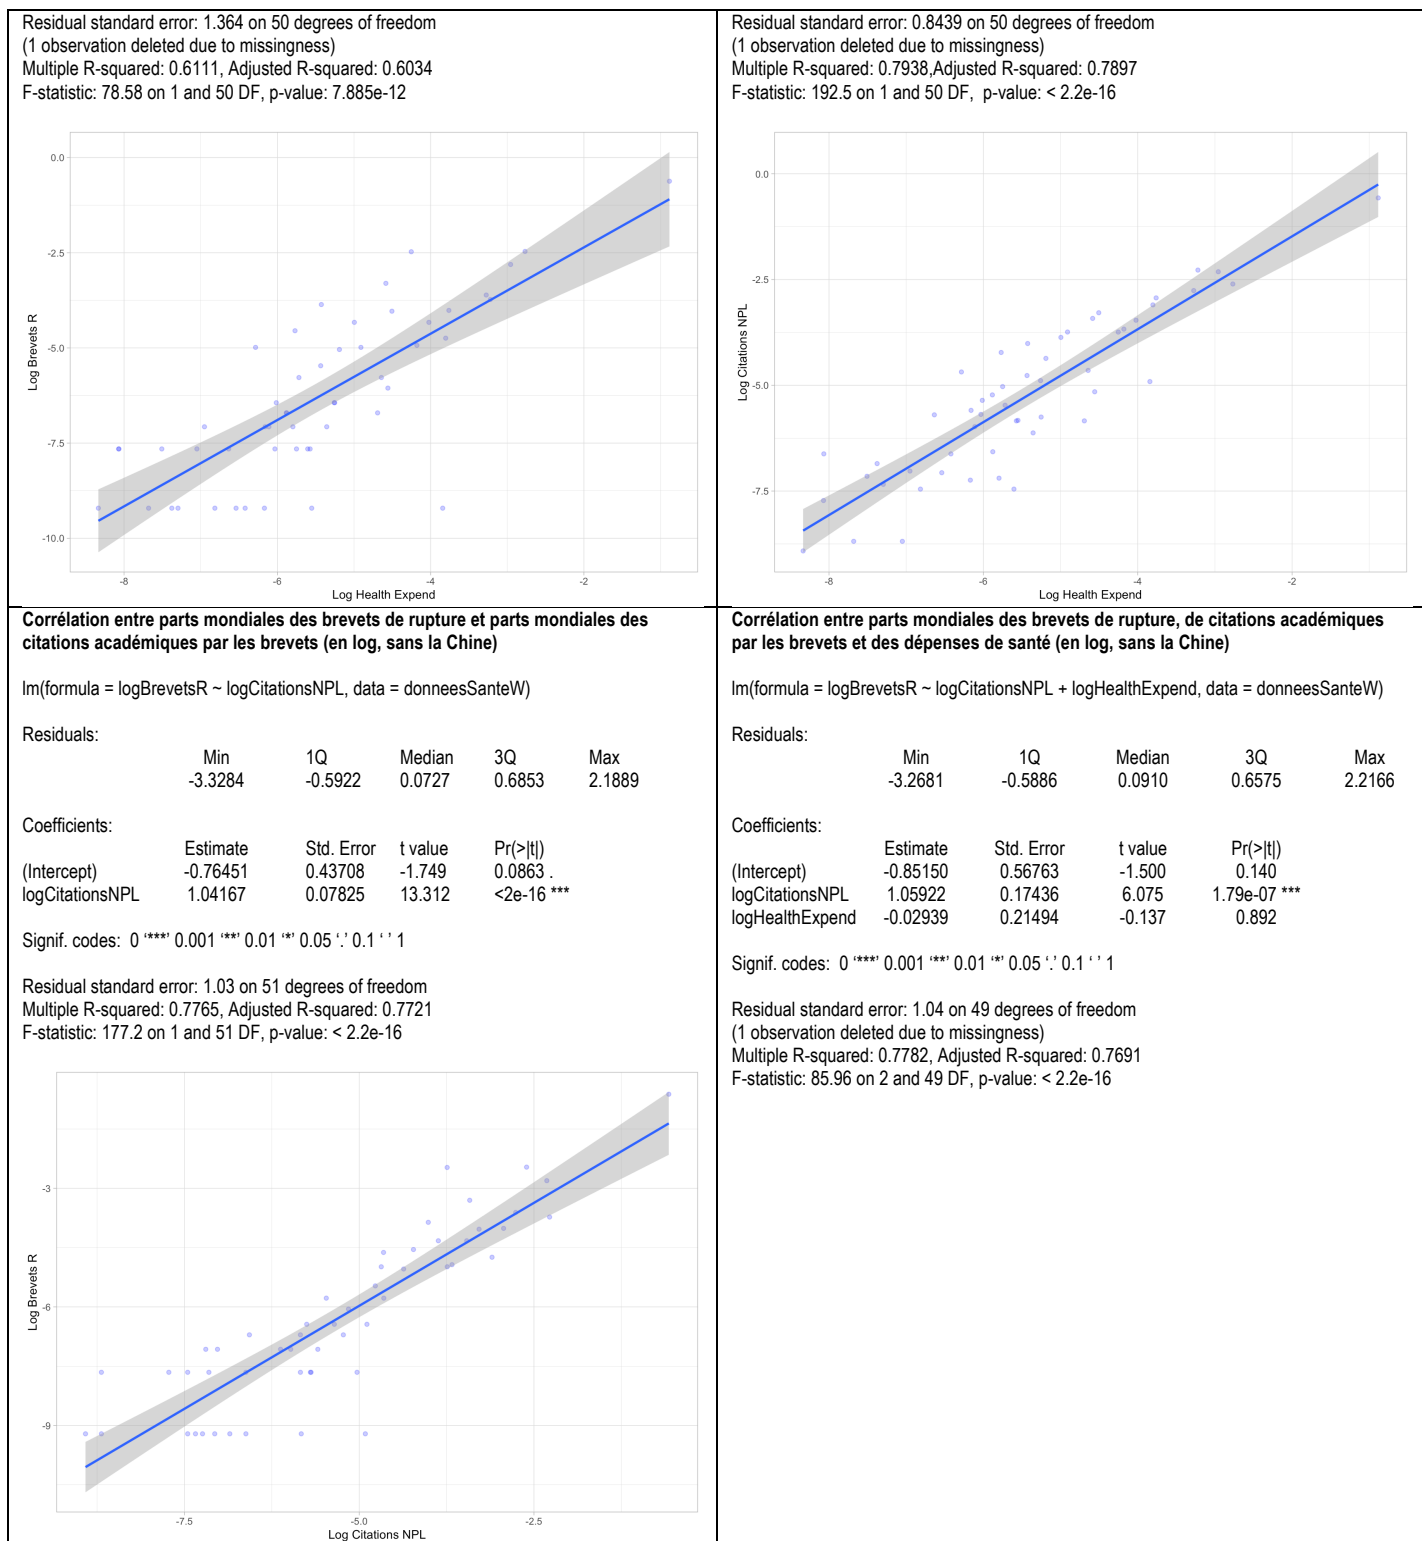 Residual standard error: 1.364 on 50 degrees of freedom
(1 observation deleted due to missingness)
Multiple R-squared: 0.6111, Adjusted R-squared: 0.6034
F-statistic: 78.58 on 1 and 50 DF, p-value: 7.885e-12
0.0
-2.5
-5.0
-7.5
-10.0
Log Brevets R
-8 -6 -4 -2
Log Health Expend
Residual standard error: 0.8439 on 50 degrees of freedom
(1 observation deleted due to missingness)
Multiple R-squared: 0.7938,Adjusted R-squared: 0.7897
F-statistic: 192.5 on 1 and 50 DF, p-value: < 2.2e-16
0.0
-2.5
-5.0
-7.5
Log Citations NPL
-8 -6 -4 -2
Log Health Expend
Corrélation entre parts mondiales des brevets de rupture et parts mondiales des
citations académiques par les brevets (en log, sans la Chine)
lm(formula = logBrevetsR ~ logCitationsNPL, data = donneesSanteW)
Residuals:
Min 1Q Median 3Q Max
-3.3284 -0.5922 0.0727 0.6853 2.1889
Coefficients:
Estimate Std. Error t value Pr(>|t|)
(Intercept) -0.76451 0.43708 -1.749 0.0863 .
logCitationsNPL 1.04167 0.07825 13.312 <2e-16 ***
Signif. codes: 0 ‘***’ 0.001 ‘**’ 0.01 ‘*’ 0.05 ‘.’ 0.1 ‘ ’ 1
Residual standard error: 1.03 on 51 degrees of freedom
Multiple R-squared: 0.7765, Adjusted R-squared: 0.7721
F-statistic: 177.2 on 1 and 51 DF, p-value: < 2.2e-16
-3
-6
-9
Log Brevets R
-7.5 -5.0 -2.5
Log Citations NPL
Corrélation entre parts mondiales des brevets de rupture, de citations académiques
par les brevets et des dépenses de santé (en log, sans la Chine)
lm(formula = logBrevetsR ~ logCitationsNPL + logHealthExpend, data = donneesSanteW)
Residuals:
Min 1Q Median 3Q Max
-3.2681 -0.5886 0.0910 0.6575 2.2166
Coefficients:
Estimate Std. Error t value Pr(>|t|)
(Intercept) -0.85150 0.56763 -1.500 0.140
logCitationsNPL 1.05922 0.17436 6.075 1.79e-07 ***
logHealthExpend -0.02939 0.21494 -0.137 0.892
Signif. codes: 0 ‘***’ 0.001 ‘**’ 0.01 ‘*’ 0.05 ‘.’ 0.1 ‘ ’ 1
Residual standard error: 1.04 on 49 degrees of freedom
(1 observation deleted due to missingness)
Multiple R-squared: 0.7782, Adjusted R-squared: 0.7691
F-statistic: 85.96 on 2 and 49 DF, p-value: < 2.2e-16